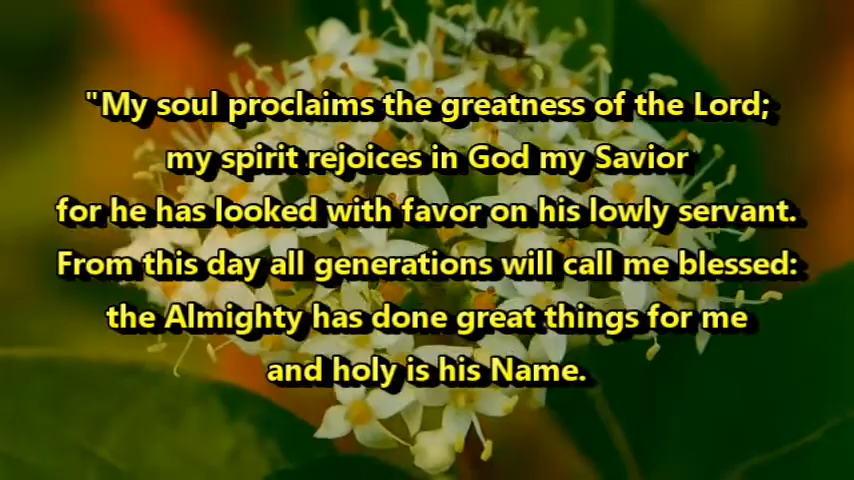 "My soul proclaims the greatness of the Lord;
my spirit rejoices in God my Savior
for he has looked with favor on his lowly servant.
From this day all generations will call me blessed:
the Almighty has done great things for me
and holy is his Name.